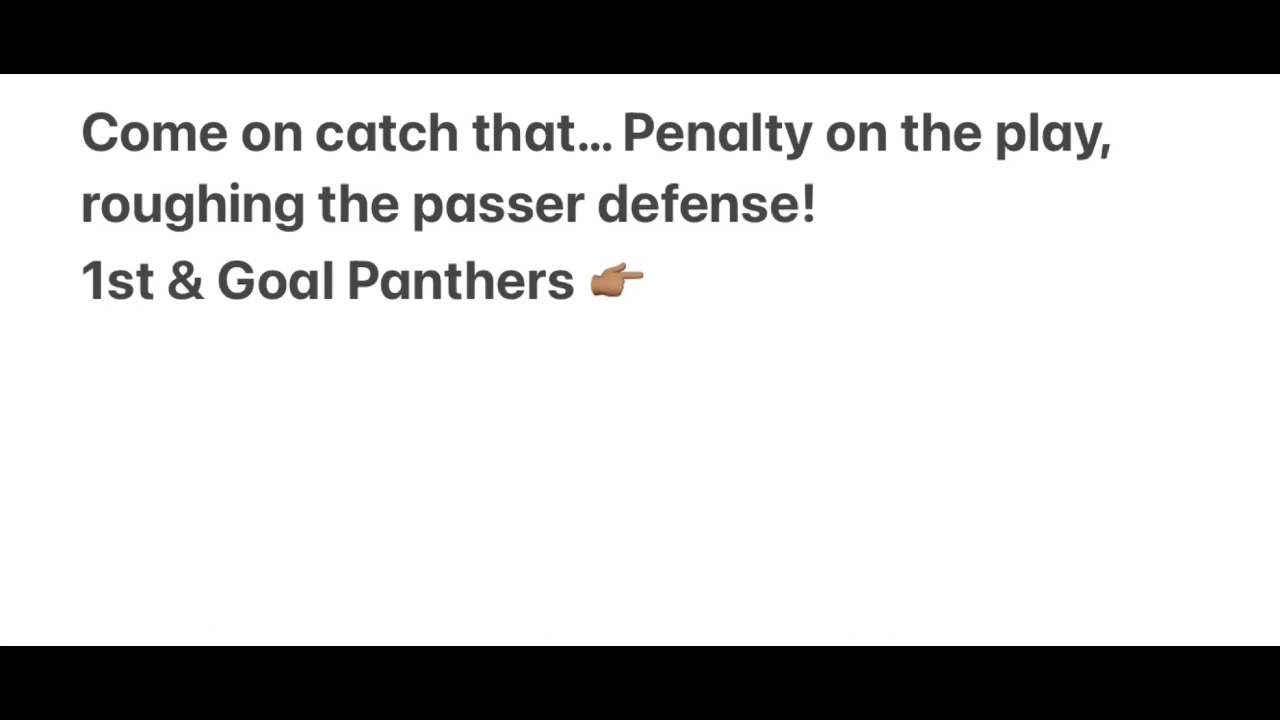 Come on catch that... Penalty on the play,
roughing the passer defense!
1st & Goal Panthers 👉🏽